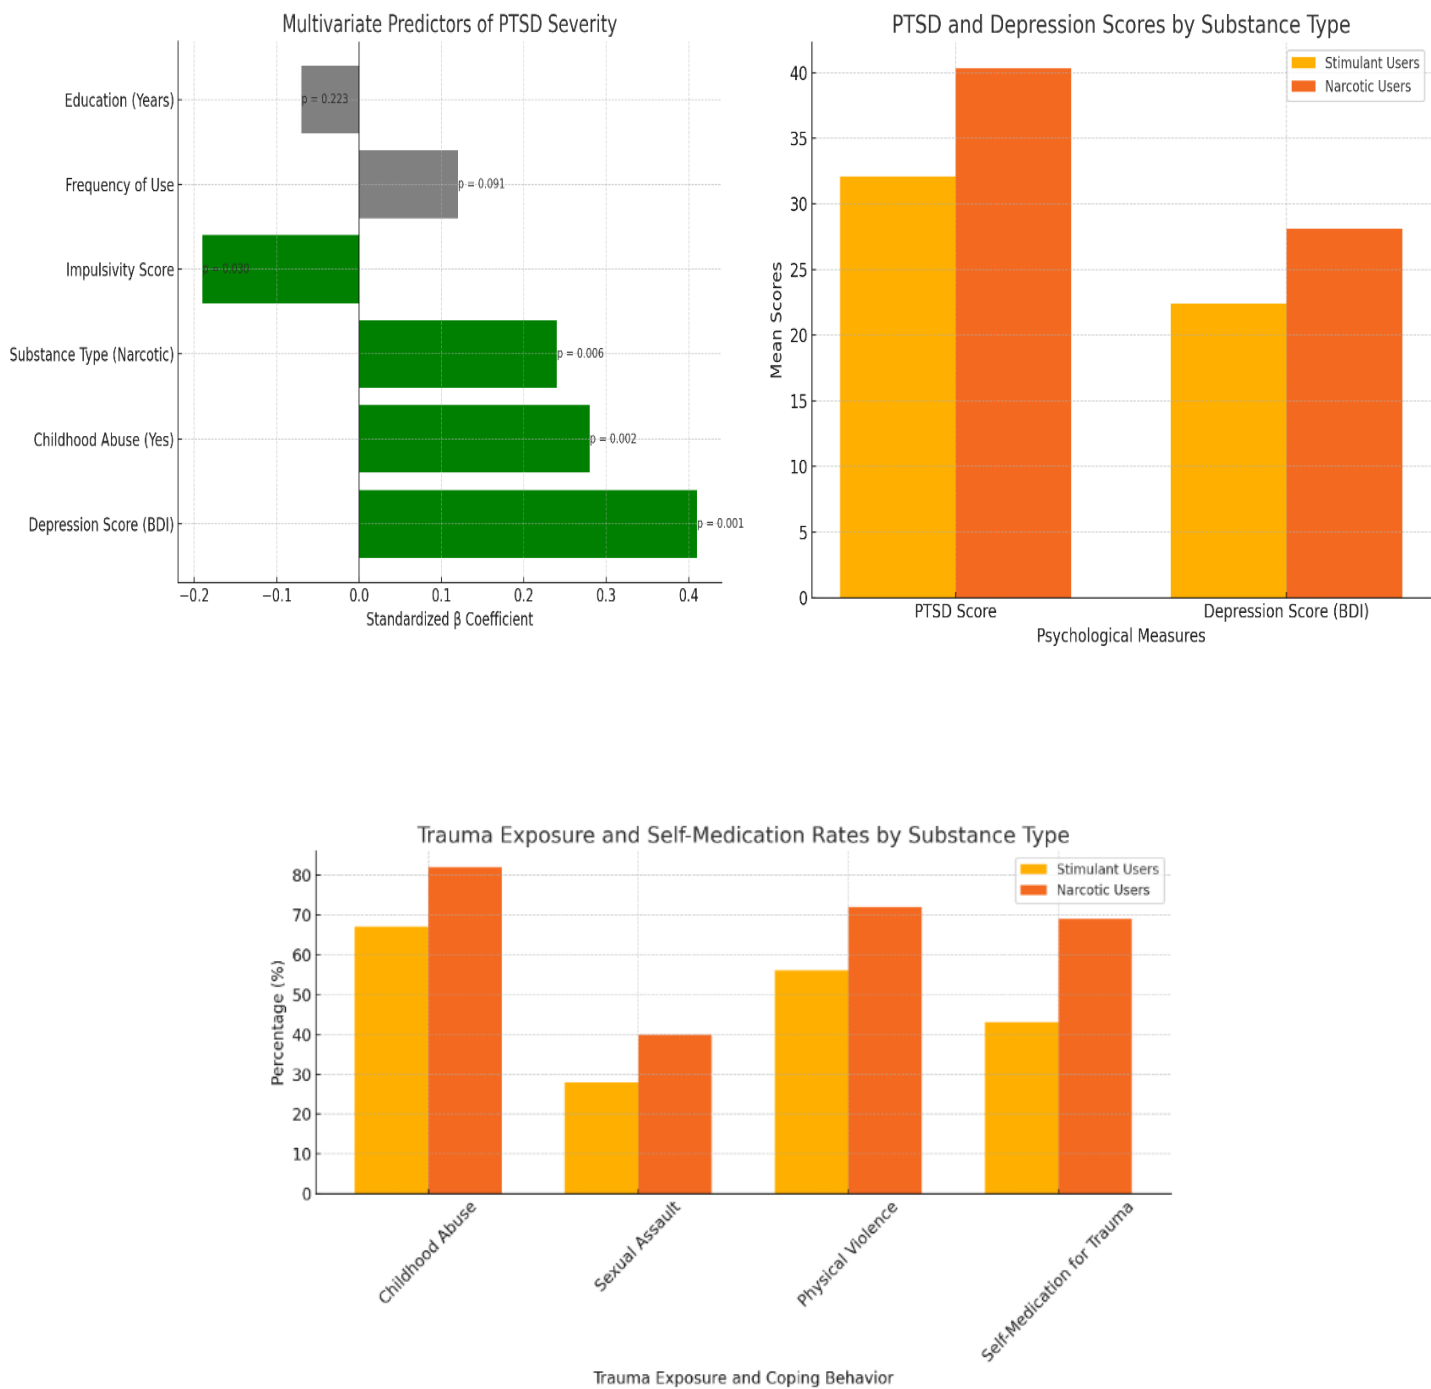 Multivariate Predictors of PTSD Severity
Education (Years)
p = 0.223
Frequency of Use
p = 0.091
Impulsivity Score
p = 0.030
Substance Type (Narcotic)
p = 0.006
Childhood Abuse (Yes)
p = 0.002
Depression Score (BDI)
p = 0.001
−0.2 −0.1 0.0 0.1 0.2 0.3 0.4
Standardized β Coefficient
PTSD and Depression Scores by Substance Type
Stimulant Users
Narcotic Users
40
35
30
25
20
15
10
5
0
Mean Scores
PTSD Score Depression Score (BDI)
Psychological Measures
Trauma Exposure and Self-Medication Rates by Substance Type
Stimulant Users
Narcotic Users
80
70
60
50
40
30
20
10
0
Percentage (%)
Childhood Abuse
Sexual Assault
Physical Violence
Self-Medication for Trauma
Trauma Exposure and Coping Behavior